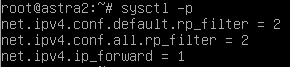 root@astra2:~# sysctl -p
net.ipv4.conf.default.rp_filter = 2
net.ipv4.conf.all.rp_filter = 2
net.ipv4.ip_forward = 1